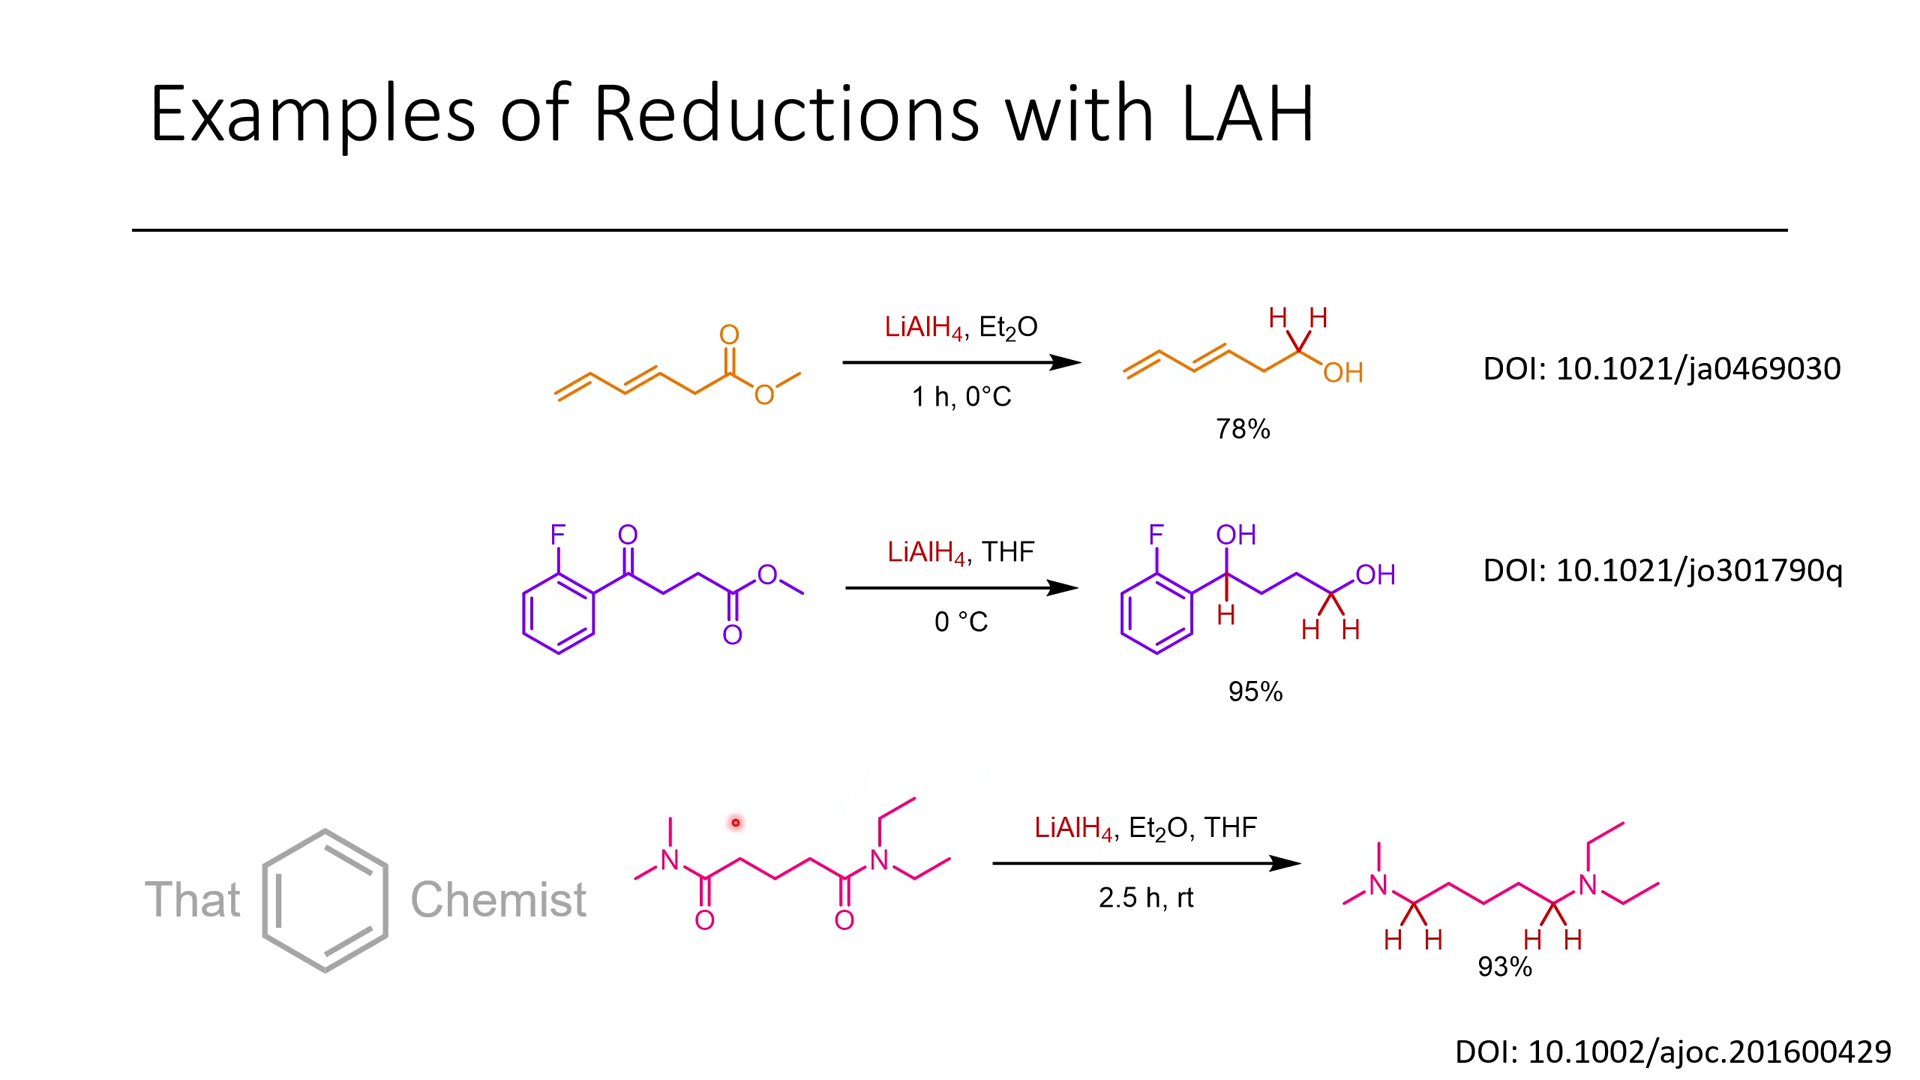 Examples of Reductions with LAH
O
O
LiAlH4, Et2O
1 h, 0°C
H H
OH
78%
DOI: 10.1021/ja0469030
F
O
O
O
LiAlH4, THF
0 °C
F
OH
H
OH
H H
95%
DOI: 10.1021/jo301790q
That Chemist
N
O
O
N
LiAlH4, Et2O, THF
2.5 h, rt
N
H H
H H
N
93%
DOI: 10.1002/ajoc.201600429